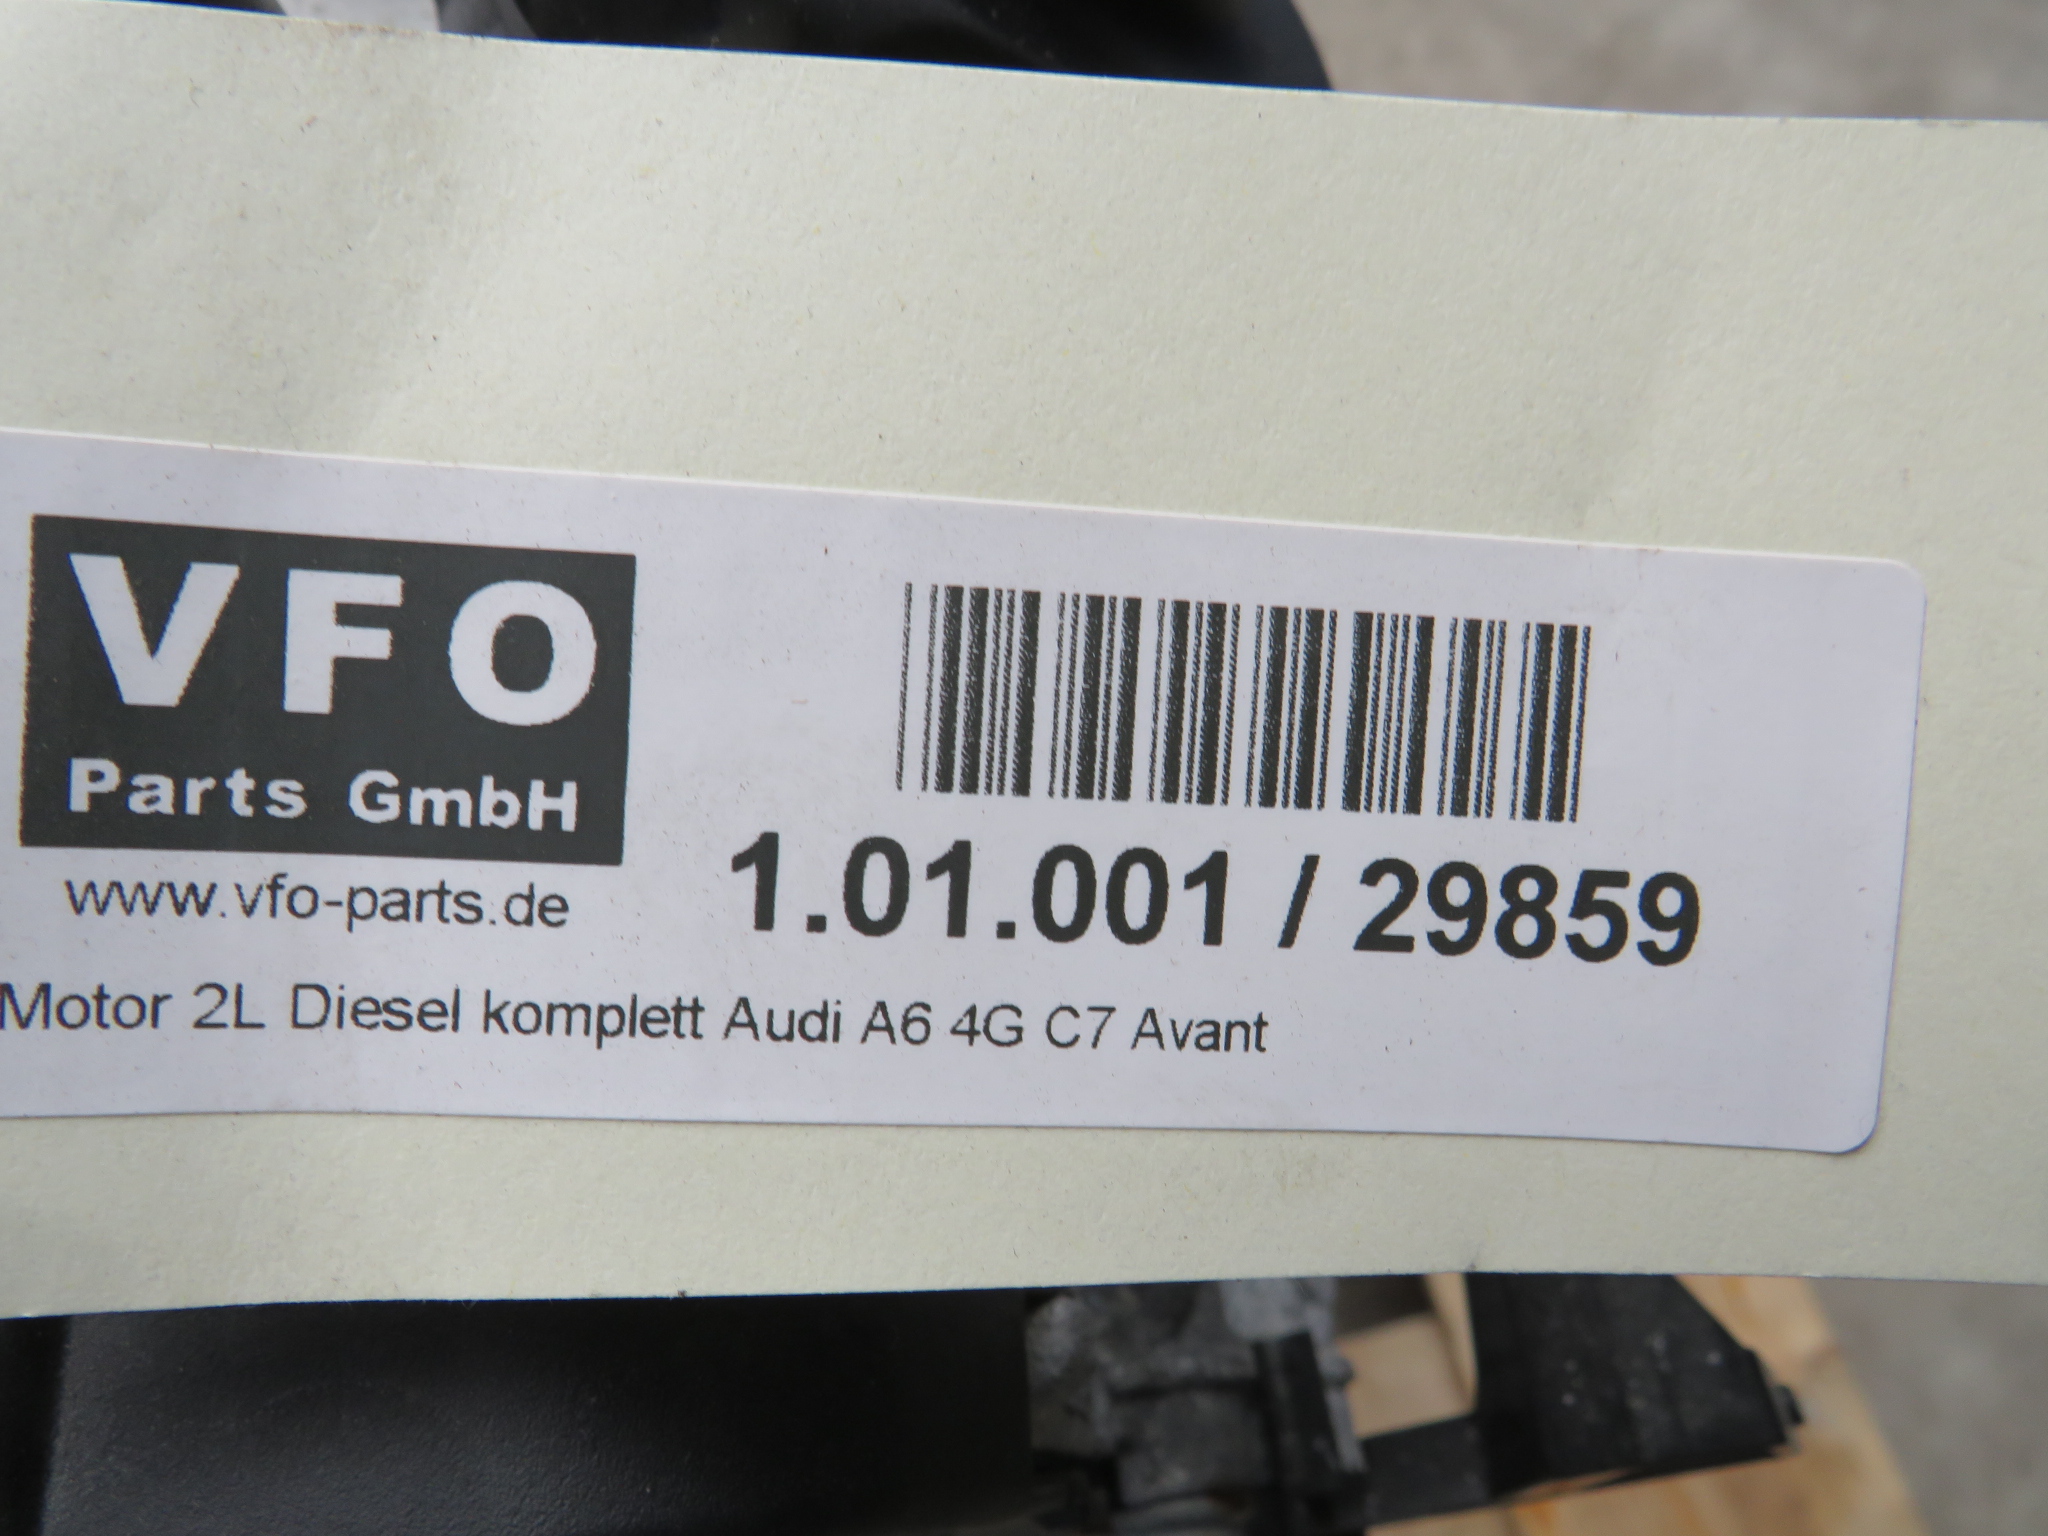 VFO
Parts GmbH
www.vfo-parts.de
1.01.001 / 29859
Motor 2L Diesel komplett Audi A6 4G C7 Avant